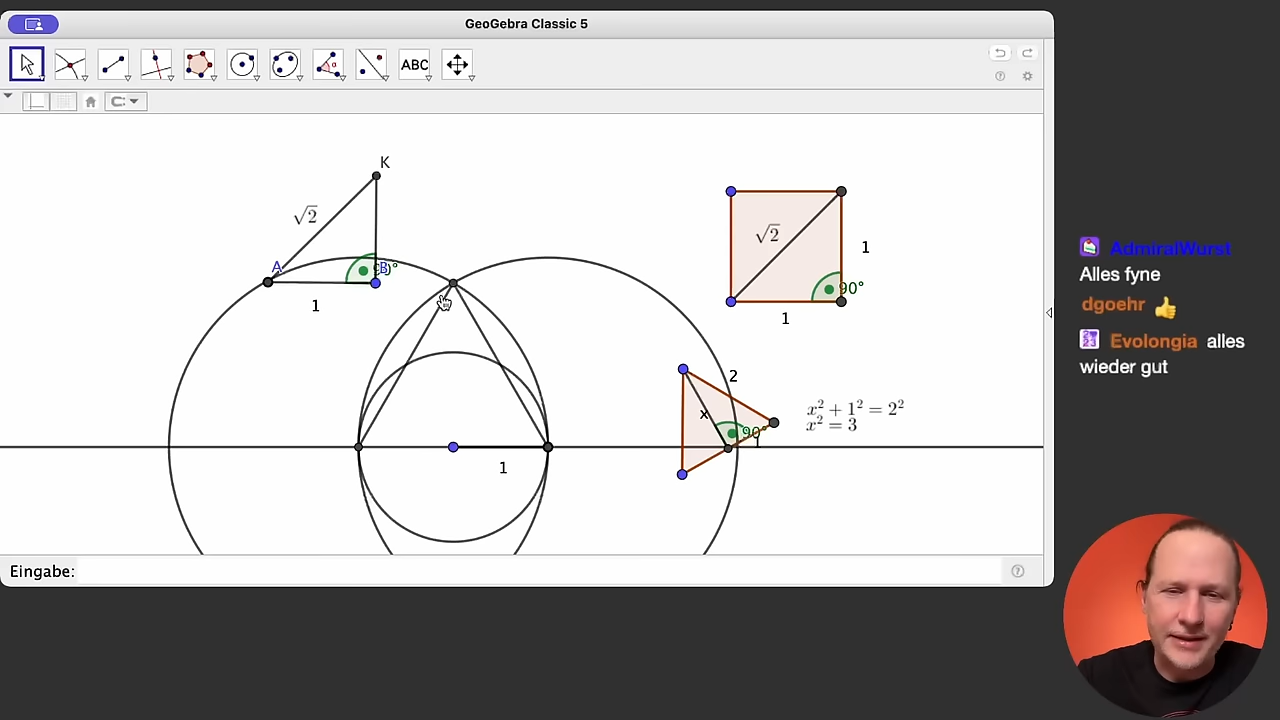 GeoGebra Classic 5
ABC
K
√2
A
B
1
√2
1
90°
1
2
x
90°
1
x² + 1² = 2²
x² = 3
1
Eingabe:
AdmiralWurst
Alles fyne
dgoehr 👍
Evolongia alles
wieder gut